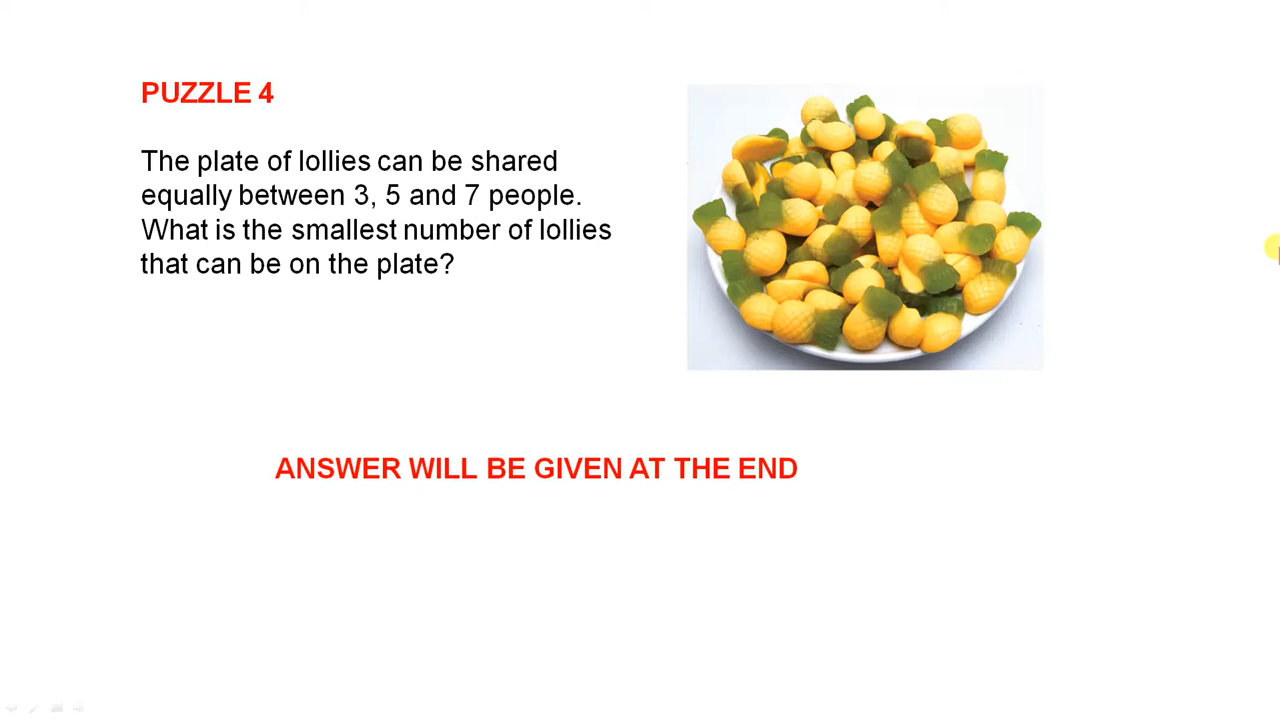 PUZZLE 4
The plate of lollies can be shared
equally between 3, 5 and 7 people.
What is the smallest number of lollies
that can be on the plate?
ANSWER WILL BE GIVEN AT THE END